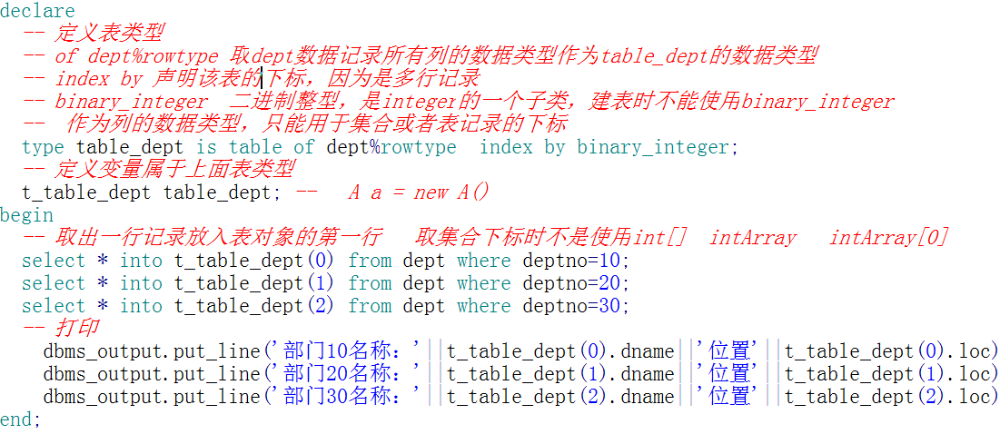 declare
-- 定义表类型
-- of dept%rowtype 取dept数据记录所有列的数据类型作为table_dept的数据类型
-- index by 声明该表的下标，因为是多行记录
-- binary_integer  二进制整型，是integer的一个子类，建表时不能使用binary_integer
--  作为列的数据类型，只能用于集合或者表记录的下标
type table_dept is table of dept%rowtype  index by binary_integer;
-- 定义变量属于上面表类型
t_table_dept table_dept; --   A a = new A()
begin
-- 取出一行记录放入表对象的第一行   取集合下标时不是使用int[]  intArray   intArray[0]
select * into t_table_dept(0) from dept where deptno=10;
select * into t_table_dept(1) from dept where deptno=20;
select * into t_table_dept(2) from dept where deptno=30;
-- 打印
dbms_output.put_line('部门10名称：'||t_table_dept(0).dname||'位置'||t_table_dept(0).loc)
dbms_output.put_line('部门20名称：'||t_table_dept(1).dname||'位置'||t_table_dept(1).loc)
dbms_output.put_line('部门30名称：'||t_table_dept(2).dname||'位置'||t_table_dept(2).loc)
end;